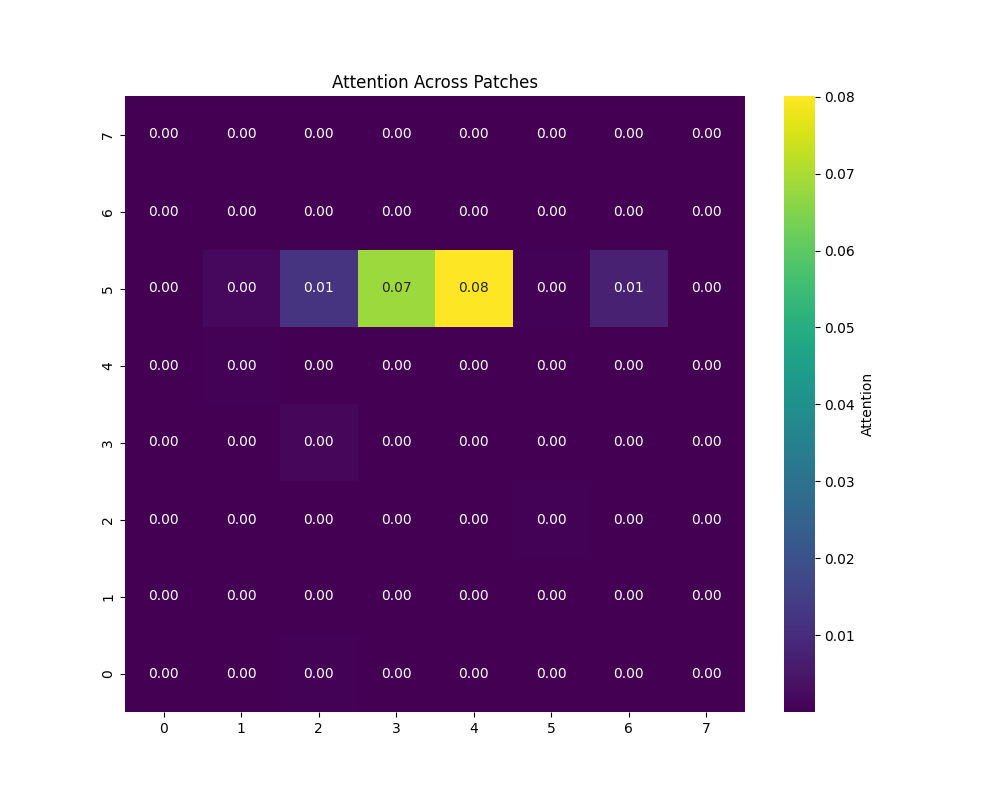 Attention Across Patches
7 0.00 0.00 0.00 0.00 0.00 0.00 0.00 0.00
6 0.00 0.00 0.00 0.00 0.00 0.00 0.00 0.00
5 0.00 0.00 0.01 0.07 0.08 0.00 0.01 0.00
4 0.00 0.00 0.00 0.00 0.00 0.00 0.00 0.00
3 0.00 0.00 0.00 0.00 0.00 0.00 0.00 0.00
2 0.00 0.00 0.00 0.00 0.00 0.00 0.00 0.00
1 0.00 0.00 0.00 0.00 0.00 0.00 0.00 0.00
0 0.00 0.00 0.00 0.00 0.00 0.00 0.00 0.00
0 1 2 3 4 5 6 7
0.08
0.07
0.06
0.05
0.04
0.03
0.02
0.01
Attention